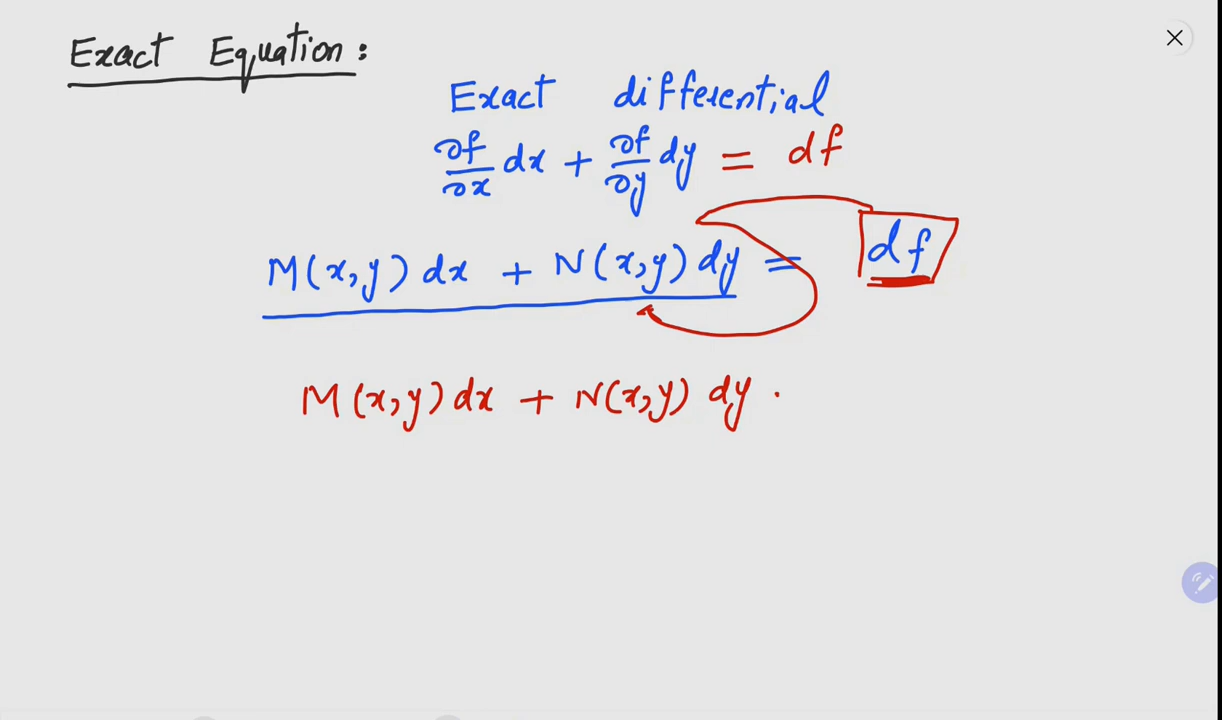 Exact Equation:
Exact differential
∂f/∂x dx + ∂f/∂y dy = df
M(x,y) dx + N(x,y) dy = df
M(x,y) dx + N(x,y) dy .